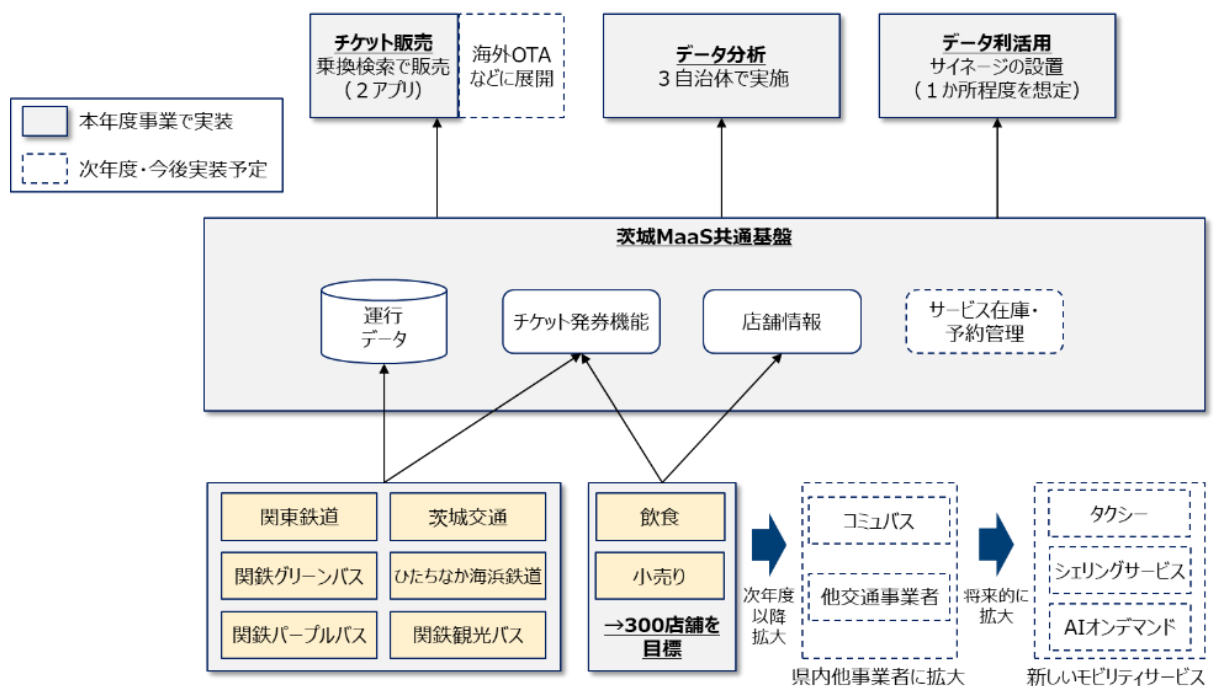 チケット販売
乗換検索で販売
（２アプリ）
海外OTA
などに展開
データ分析
３自治体で実施
データ利活用
サイネージの設置
（１か所程度を想定）
本年度事業で実装
次年度・今後実装予定
茨城MaaS共通基盤
運行
データ
チケット発券機能
店舗情報
サービス在庫・
予約管理
関東鉄道
茨城交通
関鉄グリーンバス
ひたちなか海浜鉄道
関鉄パープルバス
関鉄観光バス
飲食
小売り
→300店舗を
目標
次年度
以降
拡大
コミュバス
他交通事業者
県内他事業者に拡大
将来的に
拡大
タクシー
シェリングサービス
AIオンデマンド
新しいモビリティサービス